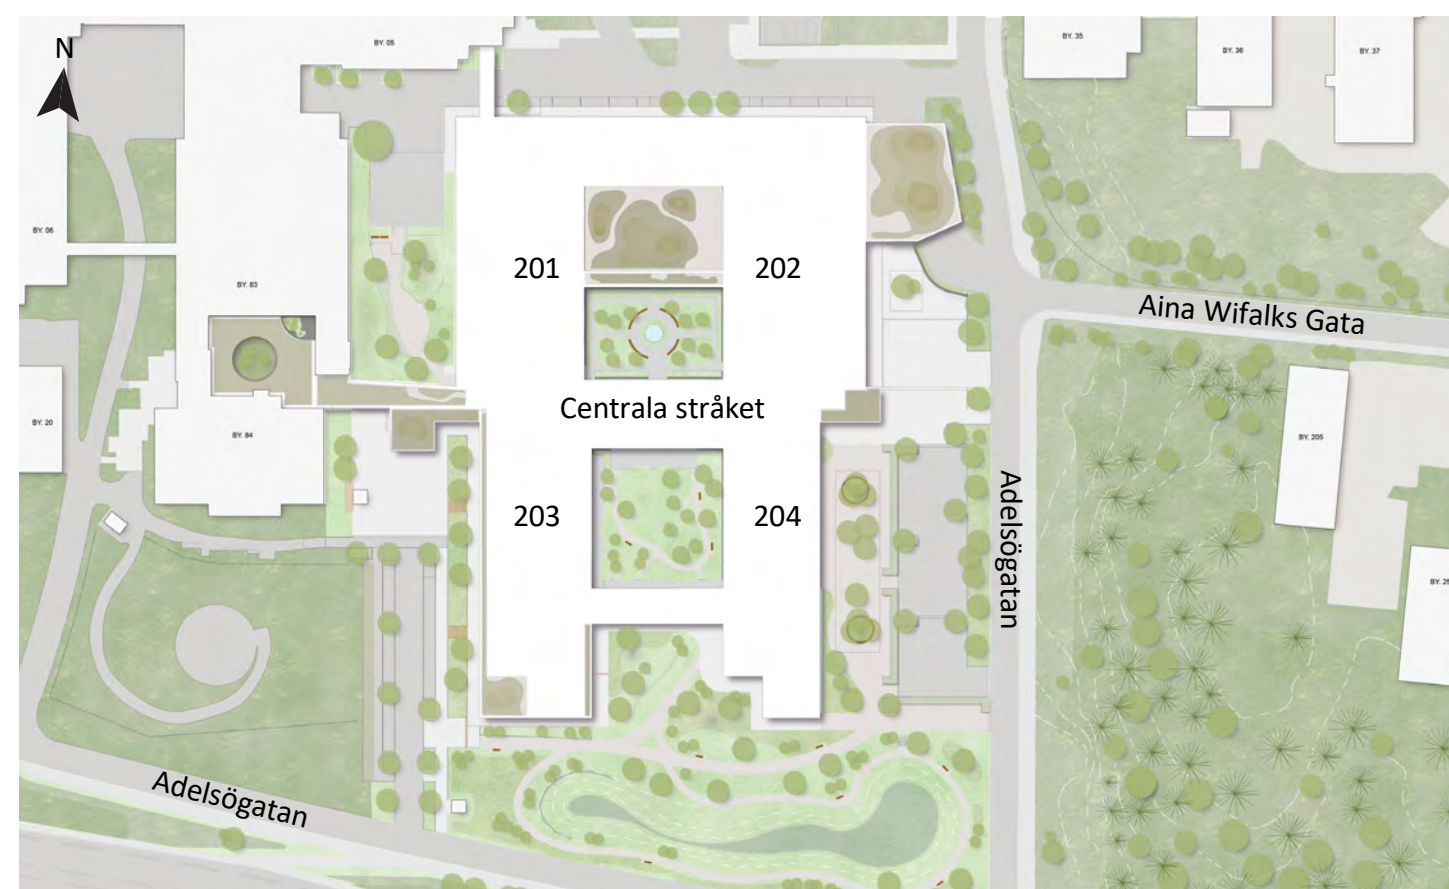 N
BY. 05
BY. 35
BY. 36
BY. 37
BY. 06
201
202
BY. 83
Aina Wifalks Gata
Centrala stråket
BY. 20
BY. 84
BY. 205
203
204
Adelsögatan
Adelsögatan